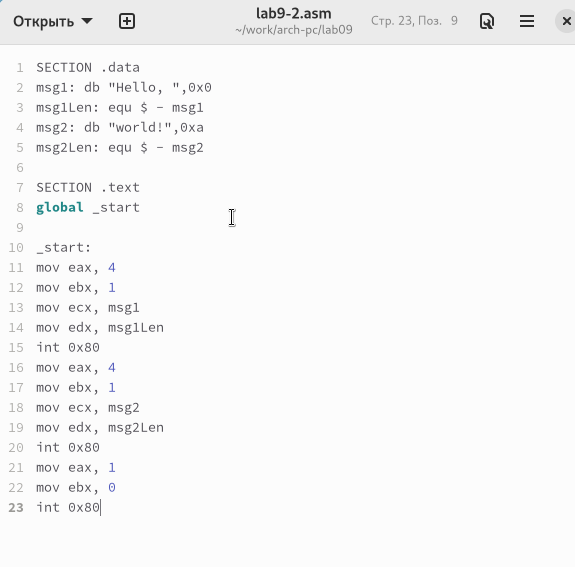 Открыть
lab9-2.asm
~/work/arch-pc/lab09
Стр. 23, Поз. 9
1 SECTION .data
2 msg1: db "Hello, ",0x0
3 msg1Len: equ $ - msg1
4 msg2: db "world!",0xa
5 msg2Len: equ $ - msg2
6
7 SECTION .text
8 global _start
9
10 _start:
11 mov eax, 4
12 mov ebx, 1
13 mov ecx, msg1
14 mov edx, msg1Len
15 int 0x80
16 mov eax, 4
17 mov ebx, 1
18 mov ecx, msg2
19 mov edx, msg2Len
20 int 0x80
21 mov eax, 1
22 mov ebx, 0
23 int 0x80